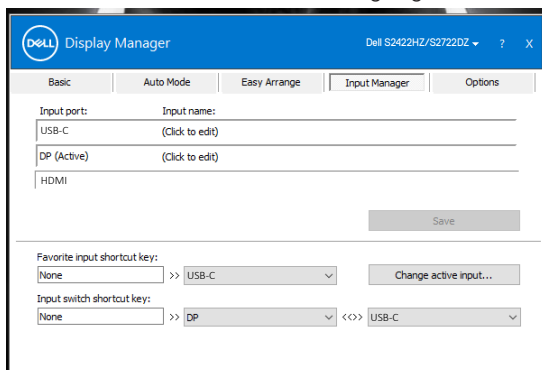 DELL Display Manager
Dell S2422HZ/S2722DZ ? X
Basic Auto Mode Easy Arrange Input Manager Options
Input port: Input name:
USB-C (Click to edit)
DP (Active) (Click to edit)
HDMI
Save
Favorite input shortcut key:
None >> USB-C Change active input...
Input switch shortcut key:
None >> DP <<>> USB-C